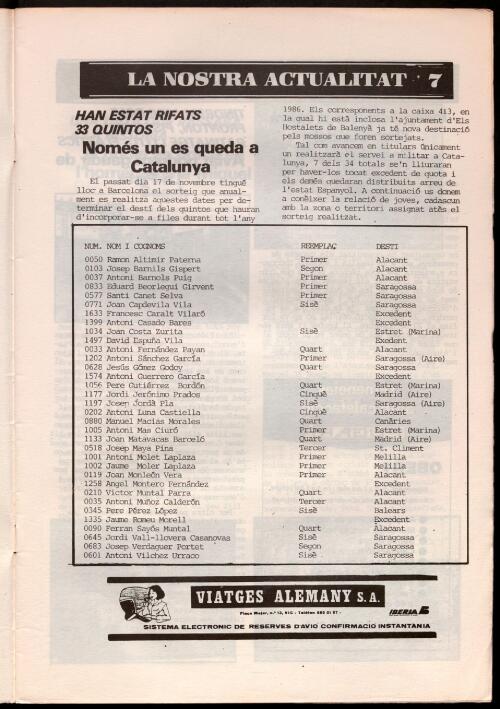 LA NOSTRA ACTUALITAT 7
HAN ESTAT RIFATS
33 QUINTOS
Només un es queda a
Catalunya
El passat dia 17 de novembre tingué
lloc a Barcelona el sorteig que anual-
ment es realitza aquestes dates per de-
terminar el destí dels quintos que hauran
d'incorporar-se a files durant tot l'any
1986. Els corresponents a la caixa 413, en
la qual hi està inclosa l'ajuntament d'Els
Hostalets de Balenyà ja té nova destinació
pels mossos que foren sortejats.
Tal com avancem en titulars únicament
un realitzarà el servei a militar a Cata-
lunya, 7 dels 34 totals se'n lliuraran
per haver-los tocat excedent de quota i
els demés quedaran distribuits arreu de
l'estat Espanyol. A continuació us donem
a conèixer la relació de joves, cadascun
amb la zona o territori assignat atès el
sorteig realitzat.
NUM. NOM I COGNOMS REEMPLAÇ DESTI
0050 Ramon Altimir Paterna Primer Alacant
0103 Josep Barnils Gispert Segon Alacant
0037 Antoni Barnols Puig Primer Alacant
0833 Eduard Beorlegui Girvent Primer Saragossa
0577 Santi Canet Selva Primer Saragossa
0771 Joan Capdevila Vila Sisè Saragossa
1633 Francesc Caralt Vilaró Excedent
1399 Antoni Casado Bares Excedent
1034 Joan Costa Zurita Sisè Estret (Marina)
1497 David Espuña Vila Exedent
0033 Antoni Fernández Payan Quart Alacant
1202 Antoni Sánchez García Primer Saragossa (Aire)
0628 Jesús Gómez Godoy Quart Saragossa
1574 Antoni Guerrero García Excedent
1056 Pere Gutiérrez Bordón Quart Estret (Marina)
1177 Jordi Jerónimo Prados Cinquè Madrid (Aire)
1197 Josep Jordà Pla Sisè Saragossa (Aire)
0202 Antoni Luna Castiella Cinquè Alacant
0880 Manuel Macias Morales Quart Canàries
1005 Antoni Mas Ciuró Primer Estret (Marina)
1133 Joan Matavacas Barceló Quart Madrid (Aire)
0518 Josep Maya Pina Tercer St. Climent
1001 Antoni Molet Laplaza Primer Melilla
1002 Jaume Moler Laplaza Primer Melilla
0119 Joan Monleón Vera Primer Alacant
1258 Angel Montero Fernández Excedent
0210 Víctor Muntal Parra Quart Alacant
0035 Antoni Muñoz Calderón Tercer Alacant
0345 Pere Pérez López Sisè Balears
1335 Jaume Romeu Morell Excedent
0090 Ferran Sayós Muntal Quart Alacant
0645 Jordi Vall-llovera Casanovas Sisè Saragossa
0683 Josep Verdaguer Portet Segon Saragossa
0601 Antoni Vilchez Urraco Sisè Saragossa
VIATGES ALEMANY S.A.
Plaça Major, n.º 13, VIC - Telèfon 885 01 87 -
IBERIA
SISTEMA ELECTRONIC DE RESERVES D'AVIO CONFIRMACIO INSTANTANIA